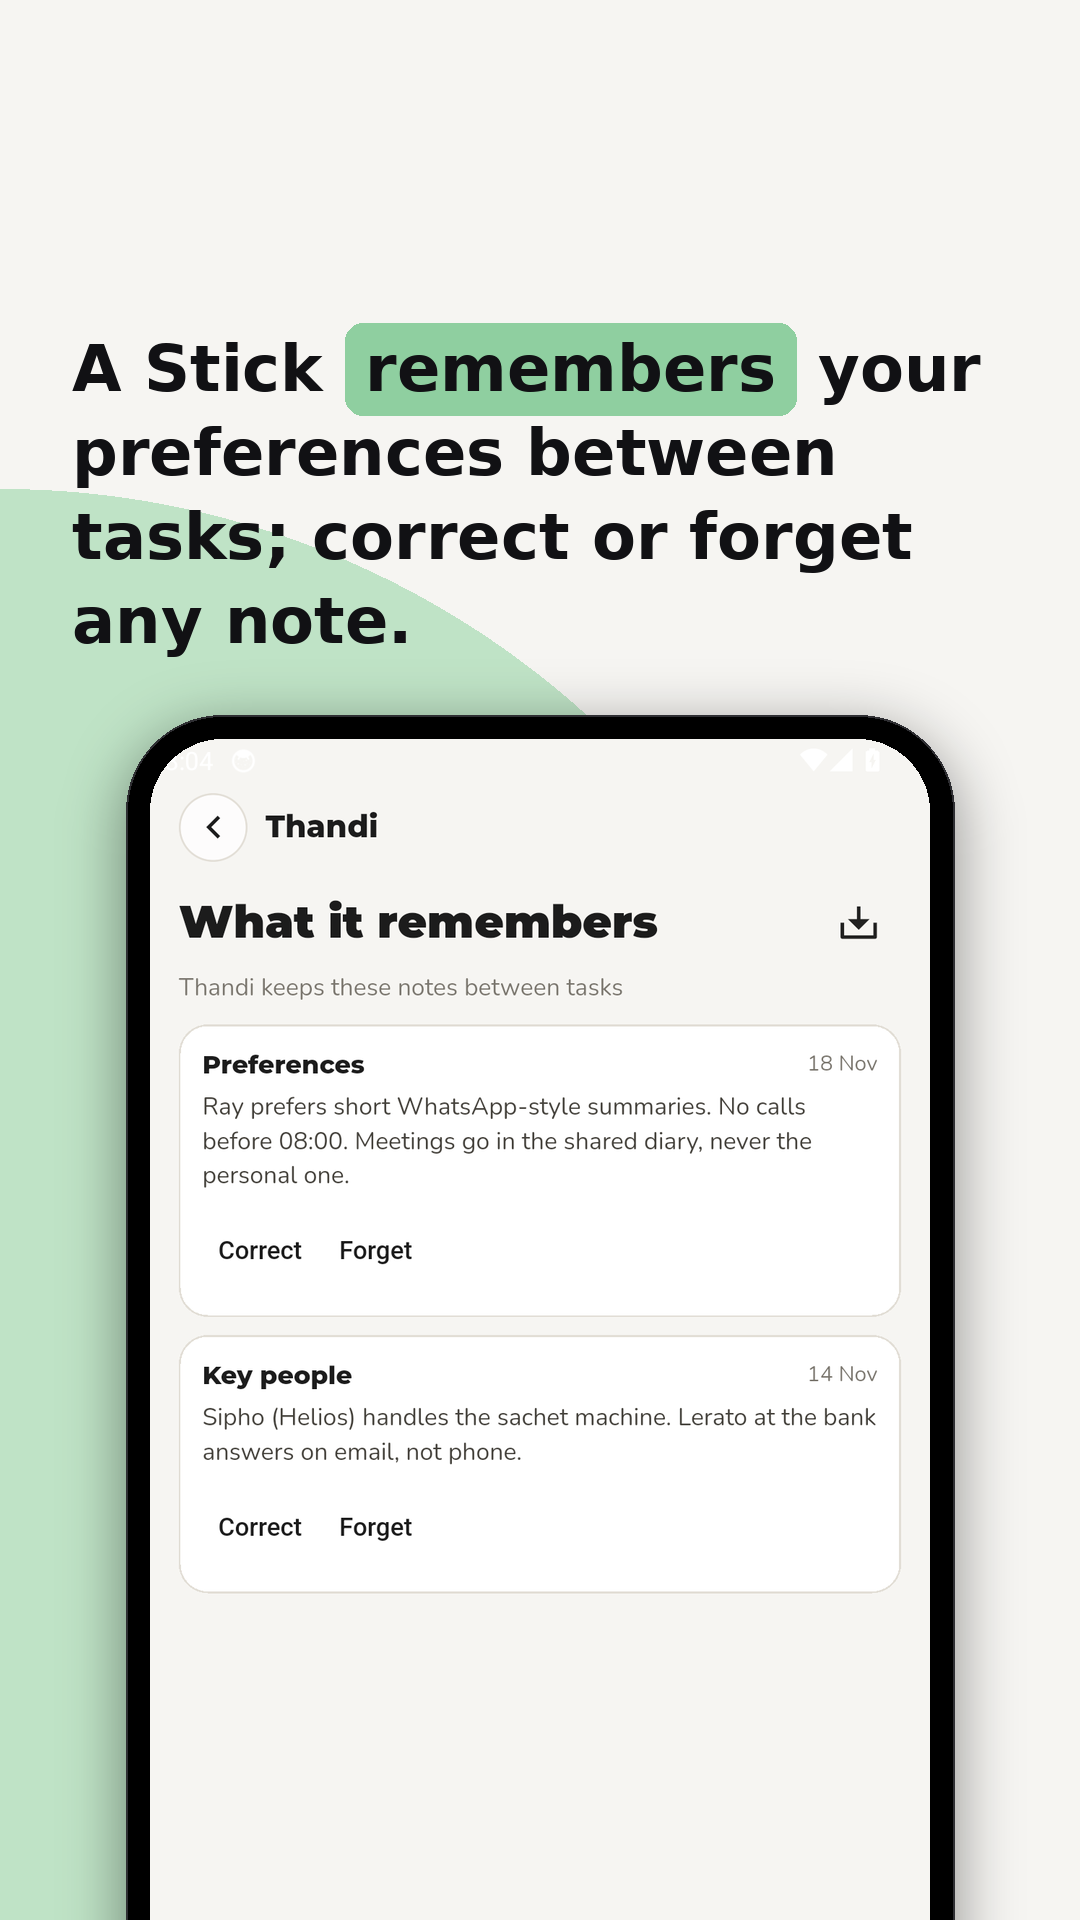 A Stick remembers your
preferences between
tasks; correct or forget
any note.
Thandi
What it remembers
Thandi keeps these notes between tasks
Preferences
18 Nov
Ray prefers short WhatsApp-style summaries. No calls
before 08:00. Meetings go in the shared diary, never the
personal one.
Correct Forget
Key people
14 Nov
Sipho (Helios) handles the sachet machine. Lerato at the bank
answers on email, not phone.
Correct Forget